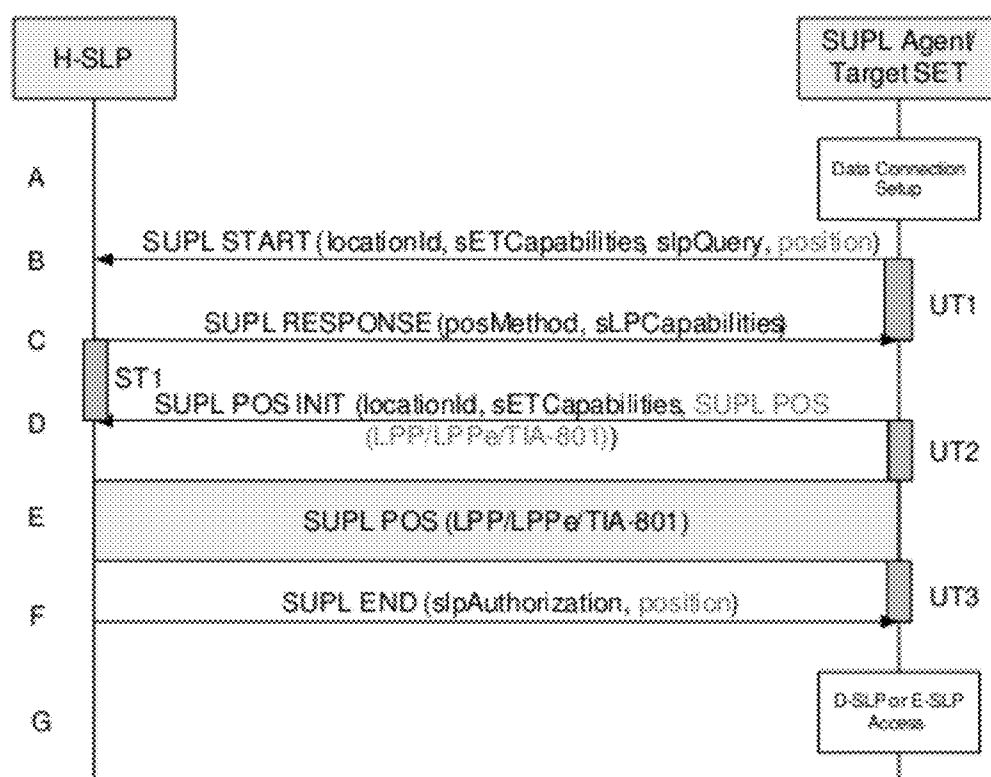 H-SLP
SUPL Agent/
Target SET
A
Data Connection
Setup
SUPL START (locationId, sETCapabilities, slpQuery, position)
B
UT1
SUPL RESPONSE (posMethod, sLPCapabilities)
C
ST1
SUPL POS INIT (locationId, sETCapabilities, SUPL POS
(LPP/LPPe/TIA-801))
D
UT2
E
SUPL POS (LPP/LPPe/TIA-801)
SUPL END (slpAuthorization, position)
F
UT3
G
D-SLP or E-SLP
Access